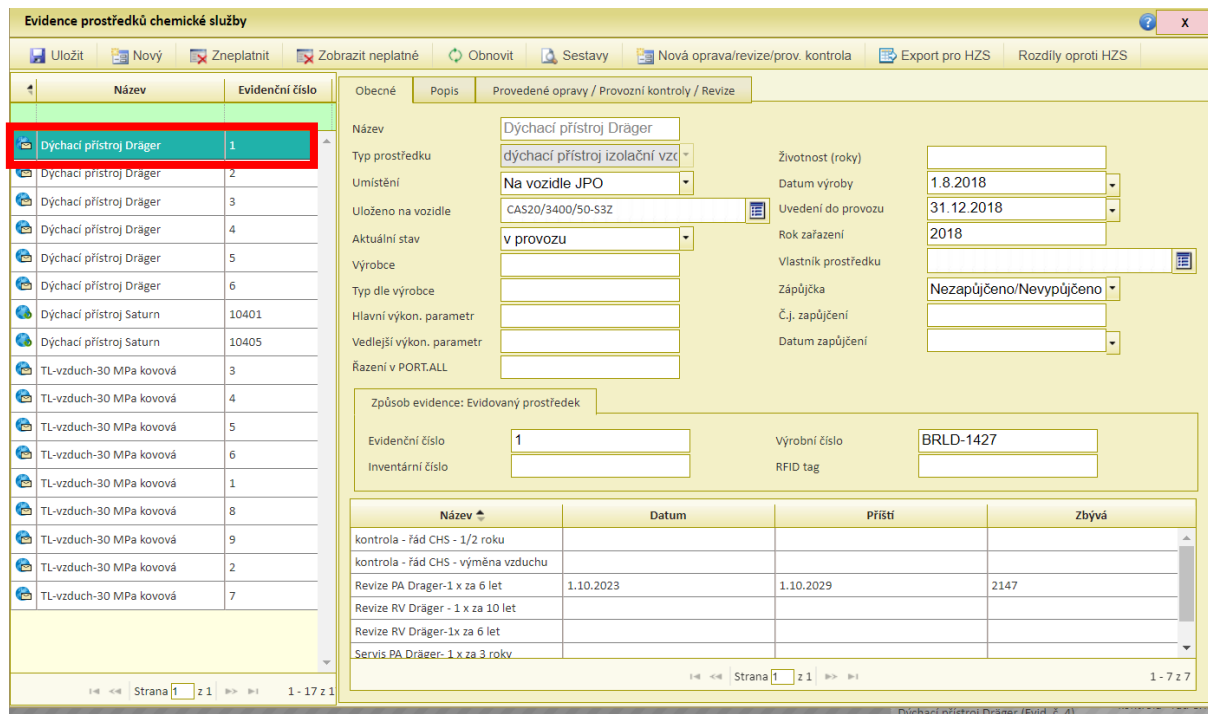 Evidence prostředků chemické služby
X
Uložit Nový Zneplatnit Zobrazit neplatné Obnovit Sestavy Nová oprava/revize/prov. kontrola Export pro HZS Rozdíly oproti HZS
Název Evidenční číslo
Dýchací přístroj Dräger 1
Dýchací přístroj Dräger 2
Dýchací přístroj Dräger 3
Dýchací přístroj Dräger 4
Dýchací přístroj Dräger 5
Dýchací přístroj Dräger 6
Dýchací přístroj Saturn 10401
Dýchací přístroj Saturn 10405
TL-vzduch-30 MPa kovová 3
TL-vzduch-30 MPa kovová 4
TL-vzduch-30 MPa kovová 5
TL-vzduch-30 MPa kovová 6
TL-vzduch-30 MPa kovová 1
TL-vzduch-30 MPa kovová 8
TL-vzduch-30 MPa kovová 9
TL-vzduch-30 MPa kovová 2
TL-vzduch-30 MPa kovová 7
Strana 1 z 1 1 - 17 z 1
Obecné Popis Provedené opravy / Provozní kontroly / Revize
Název Dýchací přístroj Dräger
Typ prostředku dýchací přístroj izolační vzd
Životnost (roky)
Umístění Na vozidle JPO
Datum výroby 1.8.2018
Uloženo na vozidle CAS20/3400/50-S3Z
Uvedení do provozu 31.12.2018
Aktuální stav v provozu
Rok zařazení 2018
Výrobce
Vlastník prostředku
Typ dle výrobce
Zápůjčka Nezapůjčeno/Nevypůjčeno
Hlavní výkon. parametr
Č.j. zapůjčení
Vedlejší výkon. parametr
Datum zapůjčení
Řazení v PORT.ALL
Způsob evidence: Evidovaný prostředek
Evidenční číslo 1 Výrobní číslo BRLD-1427
Inventární číslo RFID tag
Název Datum Příští Zbývá
kontrola - řád CHS - 1/2 roku
kontrola - řád CHS - výměna vzduchu
Revize PA Drager-1 x za 6 let 1.10.2023 1.10.2029 2147
Revize RV Dräger - 1 x za 10 let
Revize RV Dräger-1x za 6 let
Servis PA Dräger- 1 x za 3 roky
Strana 1 z 1 1 - 7 z 7
Dýchací přístroj Dräger (Evid. č. 4)